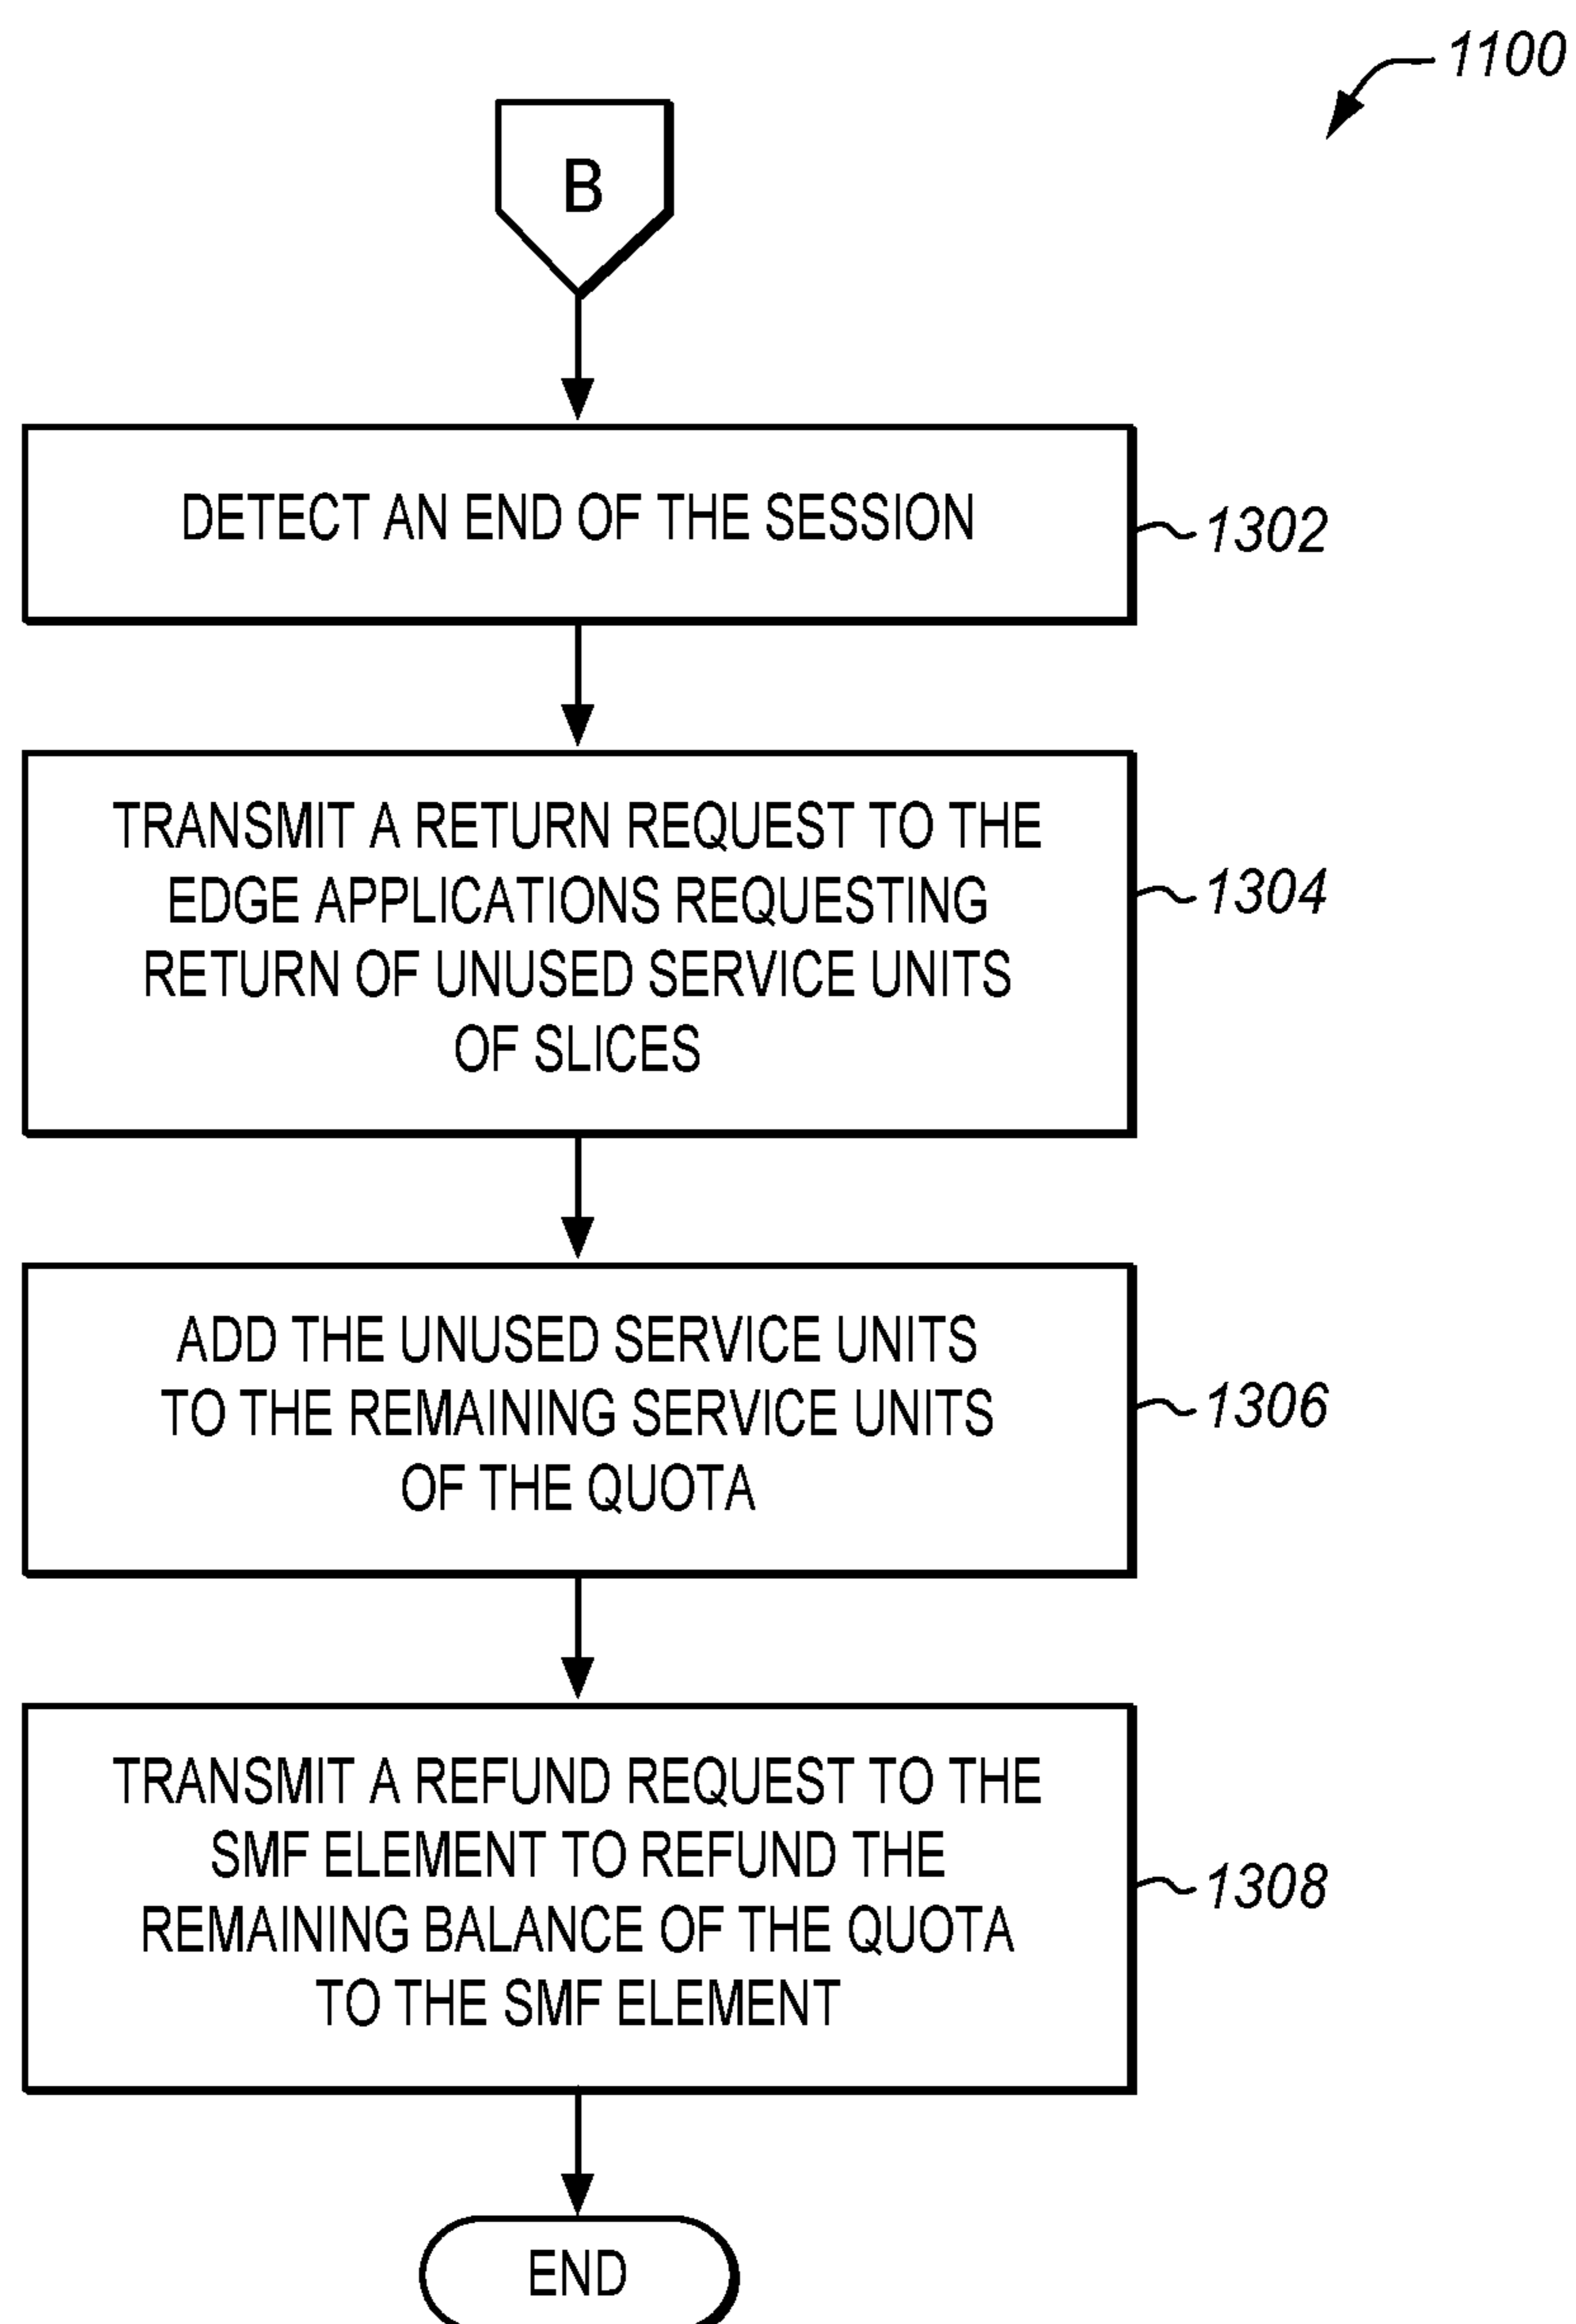 1100
B
DETECT AN END OF THE SESSION
1302
TRANSMIT A RETURN REQUEST TO THE
EDGE APPLICATIONS REQUESTING
RETURN OF UNUSED SERVICE UNITS
OF SLICES
1304
ADD THE UNUSED SERVICE UNITS
TO THE REMAINING SERVICE UNITS
OF THE QUOTA
1306
TRANSMIT A REFUND REQUEST TO THE
SMF ELEMENT TO REFUND THE
REMAINING BALANCE OF THE QUOTA
TO THE SMF ELEMENT
1308
END